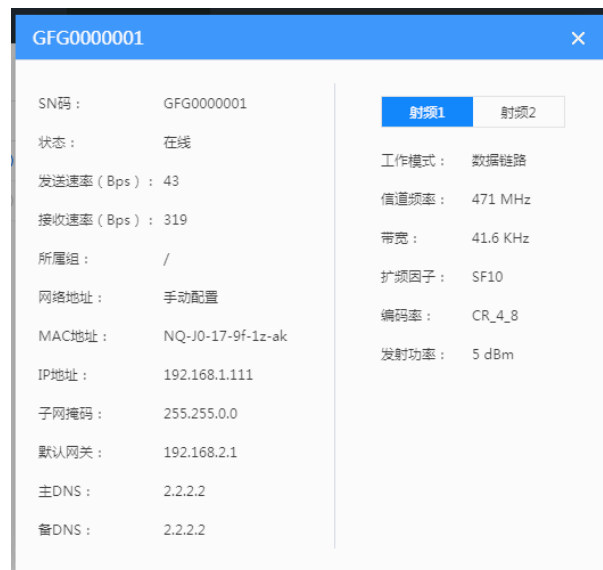 GFG0000001
SN码： GFG0000001
状态： 在线
发送速率（Bps）： 43
接收速率（Bps）： 319
所属组： /
网络地址： 手动配置
MAC地址： NQ-J0-17-9f-1z-ak
IP地址： 192.168.1.111
子网掩码： 255.255.0.0
默认网关： 192.168.2.1
主DNS： 2.2.2.2
备DNS： 2.2.2.2
射频1 射频2
工作模式： 数据链路
信道频率： 471 MHz
带宽： 41.6 KHz
扩频因子： SF10
编码率： CR_4_8
发射功率： 5 dBm